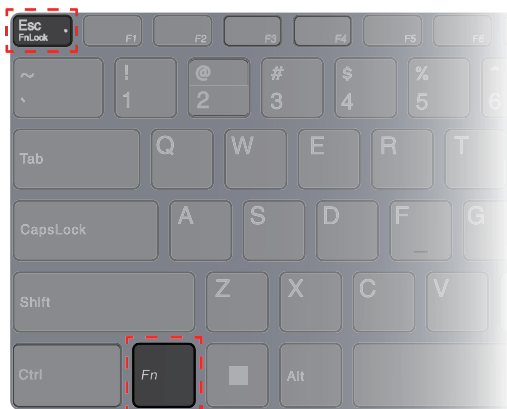 Esc
FnLock
F1
F2
F3
F4
F5
F6
~
`
!
1
@
2
#
3
$
4
%
5
^
6
Tab
Q
W
E
R
T
CapsLock
A
S
D
F
G
Shift
Z
X
C
V
Ctrl
Fn
Alt